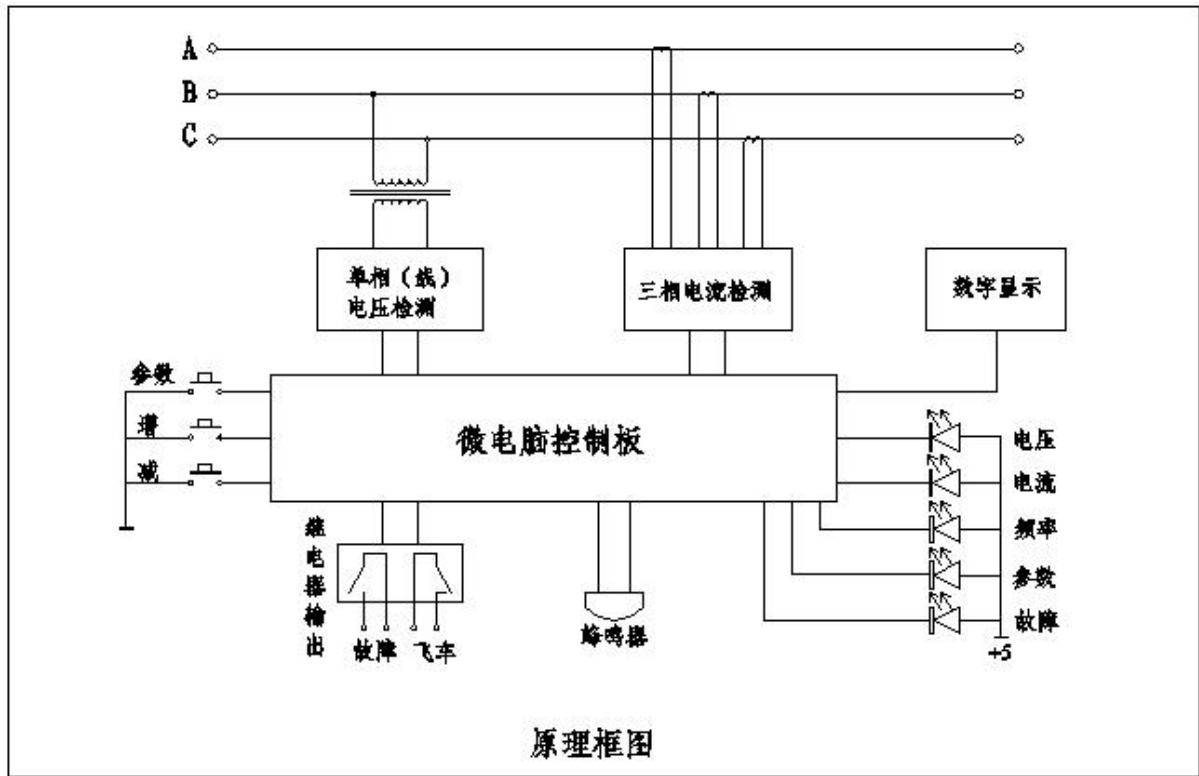 A
B
C
单相（线）
电压检测
三相电流检测
数字显示
参数
增
减
微电脑控制板
电压
电流
频率
参数
故障
+5
继电器输出
故障 飞车
蜂鸣器
原理框图